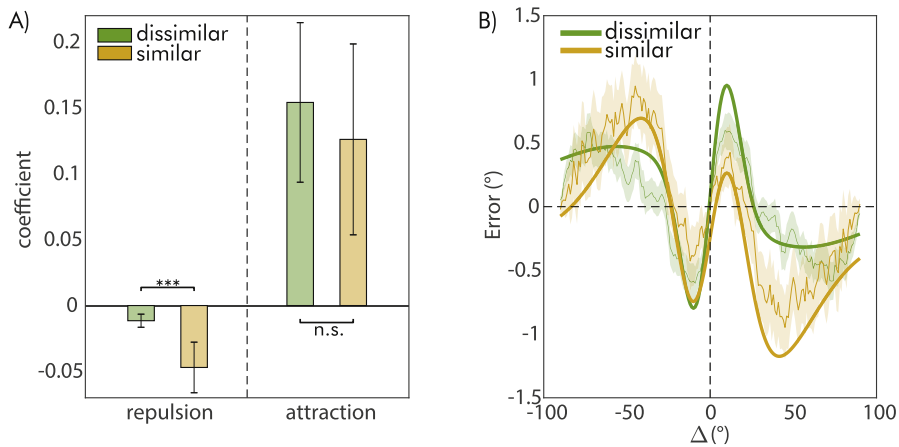 A)
dissimilar
similar
0.2
0.15
0.1
0.05
0
-0.05
coefficient
***
n.s.
repulsion
attraction
B)
dissimilar
similar
1.5
1
0.5
0
-0.5
-1
-1.5
Error (°)
-100
-50
0
50
100
Δ (°)